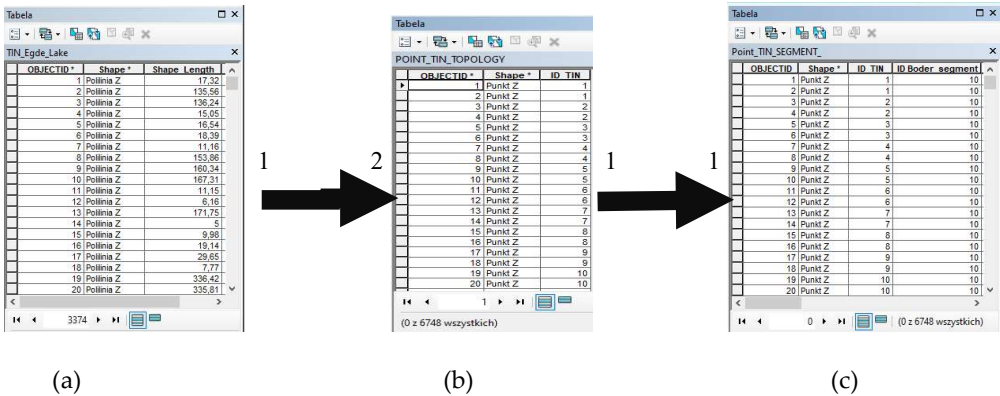 Tabela
TIN_Egde_Lake
OBJECTID * Shape * Shape_Length
1 Polilinia Z 17,32
2 Polilinia Z 135,56
3 Polilinia Z 136,24
4 Polilinia Z 15,05
5 Polilinia Z 16,54
6 Polilinia Z 18,39
7 Polilinia Z 11,16
8 Polilinia Z 153,86
9 Polilinia Z 160,34
10 Polilinia Z 167,31
11 Polilinia Z 11,15
12 Polilinia Z 6,16
13 Polilinia Z 171,75
14 Polilinia Z 5
15 Polilinia Z 9,98
16 Polilinia Z 19,14
17 Polilinia Z 29,65
18 Polilinia Z 7,77
19 Polilinia Z 336,42
20 Polilinia Z 335,81
3374
(a)
1 2
Tabela
POINT_TIN_TOPOLOGY
OBJECTID * Shape * ID_TIN
1 Punkt Z 1
2 Punkt Z 1
3 Punkt Z 2
4 Punkt Z 2
5 Punkt Z 3
6 Punkt Z 3
7 Punkt Z 4
8 Punkt Z 4
9 Punkt Z 5
10 Punkt Z 5
11 Punkt Z 6
12 Punkt Z 6
13 Punkt Z 7
14 Punkt Z 7
15 Punkt Z 8
16 Punkt Z 8
17 Punkt Z 9
18 Punkt Z 9
19 Punkt Z 10
20 Punkt Z 10
1
(0 z 6748 wszystkich)
(b)
1 1
Tabela
Point_TIN_SEGMENT_
OBJECTID Shape * ID_TIN ID Boder_segment
1 Punkt Z 1 10
2 Punkt Z 1 10
3 Punkt Z 2 10
4 Punkt Z 2 10
5 Punkt Z 3 10
6 Punkt Z 3 10
7 Punkt Z 4 10
8 Punkt Z 4 10
9 Punkt Z 5 10
10 Punkt Z 5 10
11 Punkt Z 6 10
12 Punkt Z 6 10
13 Punkt Z 7 10
14 Punkt Z 7 10
15 Punkt Z 8 10
16 Punkt Z 8 10
17 Punkt Z 9 10
18 Punkt Z 9 10
19 Punkt Z 10 10
20 Punkt Z 10 10
0
(0 z 6748 wszystkich)
(c)